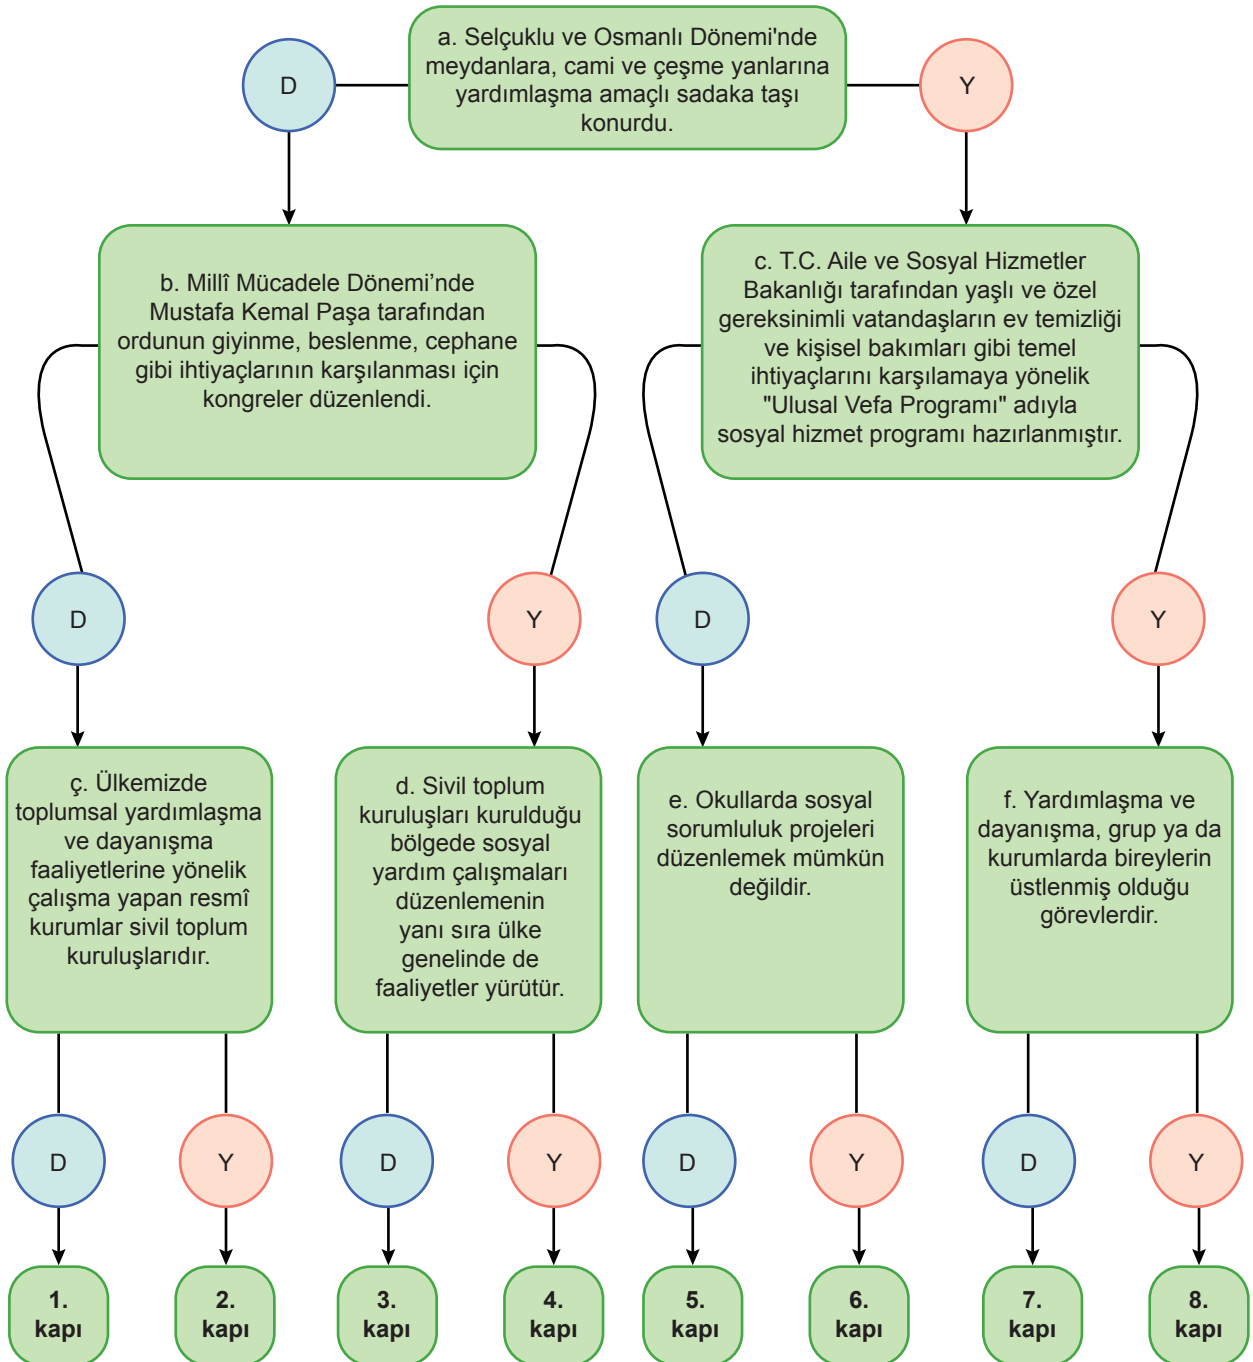 a. Selçuklu ve Osmanlı Dönemi'nde
meydanlara, cami ve çeşme yanlarına
yardımlaşma amaçlı sadaka taşı
konurdu.
D
Y
b. Millî Mücadele Dönemi’nde
Mustafa Kemal Paşa tarafından
ordunun giyinme, beslenme, cephane
gibi ihtiyaçlarının karşılanması için
kongreler düzenlendi.
c. T.C. Aile ve Sosyal Hizmetler
Bakanlığı tarafından yaşlı ve özel
gereksinimli vatandaşların ev temizliği
ve kişisel bakımları gibi temel
ihtiyaçlarını karşılamaya yönelik
"Ulusal Vefa Programı" adıyla
sosyal hizmet programı hazırlanmıştır.
D
Y
D
Y
ç. Ülkemizde
toplumsal yardımlaşma
ve dayanışma
faaliyetlerine yönelik
çalışma yapan resmî
kurumlar sivil toplum
kuruluşlarıdır.
d. Sivil toplum
kuruluşları kurulduğu
bölgede sosyal
yardım çalışmaları
düzenlemenin
yanı sıra ülke
genelinde de
faaliyetler yürütür.
e. Okullarda sosyal
sorumluluk projeleri
düzenlemek mümkün
değildir.
f. Yardımlaşma ve
dayanışma, grup ya da
kurumlarda bireylerin
üstlenmiş olduğu
görevlerdir.
D
Y
D
Y
D
Y
D
Y
1.
kapı
2.
kapı
3.
kapı
4.
kapı
5.
kapı
6.
kapı
7.
kapı
8.
kapı